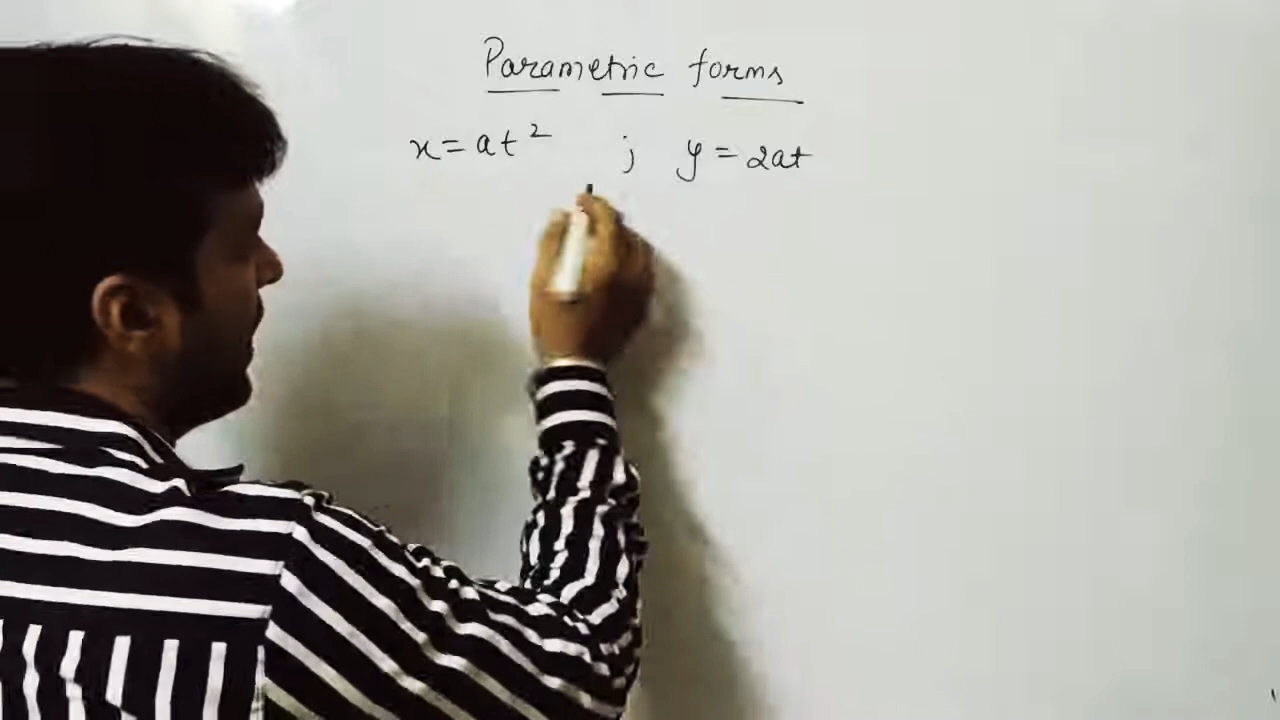 Parametric forms
x = at² ; y = 2at